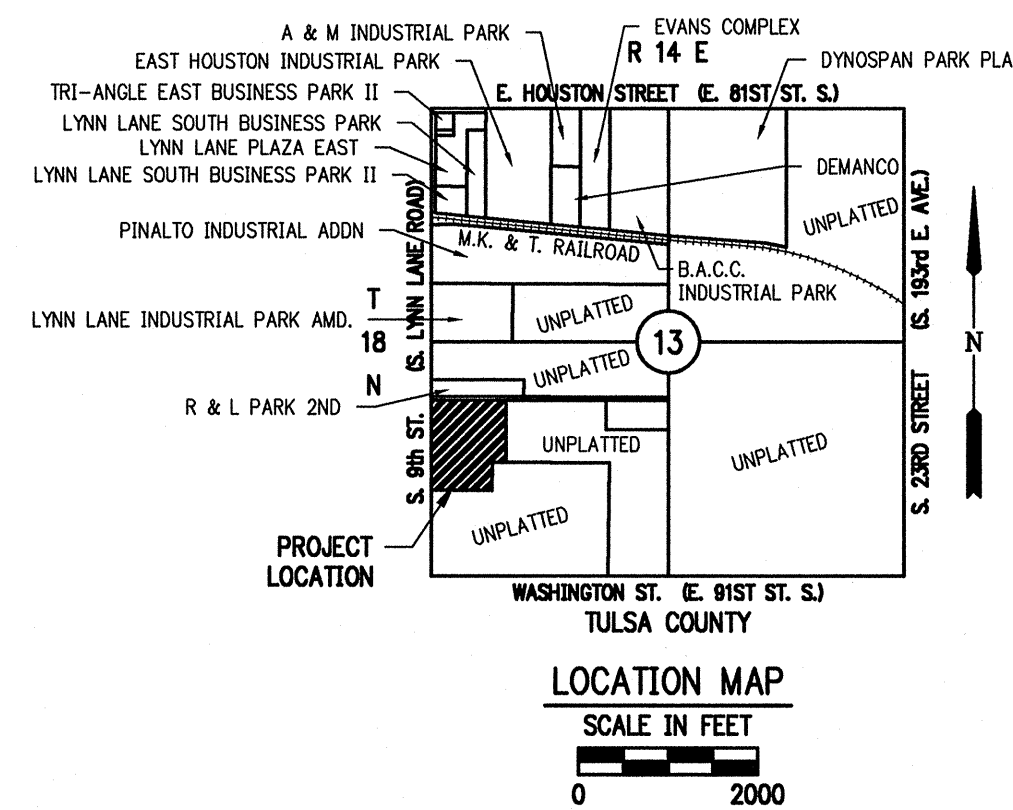 A & M INDUSTRIAL PARK
EVANS COMPLEX
R 14 E
EAST HOUSTON INDUSTRIAL PARK
DYNOSPAN PARK PLA
TRI-ANGLE EAST BUSINESS PARK II
E. HOUSTON STREET (E. 81ST ST. S.)
LYNN LANE SOUTH BUSINESS PARK
LYNN LANE PLAZA EAST
DEMANCO
LYNN LANE SOUTH BUSINESS PARK II
UNPLATTED
PINALTO INDUSTRIAL ADDN
M.K. & T. RAILROAD
B.A.C.C.
INDUSTRIAL PARK
(S. LYNN LANE ROAD)
(S. 193rd E. AVE.)
T
18
N
LYNN LANE INDUSTRIAL PARK AMD.
UNPLATTED
13
N
UNPLATTED
R & L PARK 2ND
S. 9th ST.
UNPLATTED
UNPLATTED
S. 23RD STREET
UNPLATTED
PROJECT
LOCATION
WASHINGTON ST. (E. 91ST ST. S.)
TULSA COUNTY
LOCATION MAP
SCALE IN FEET
0 2000